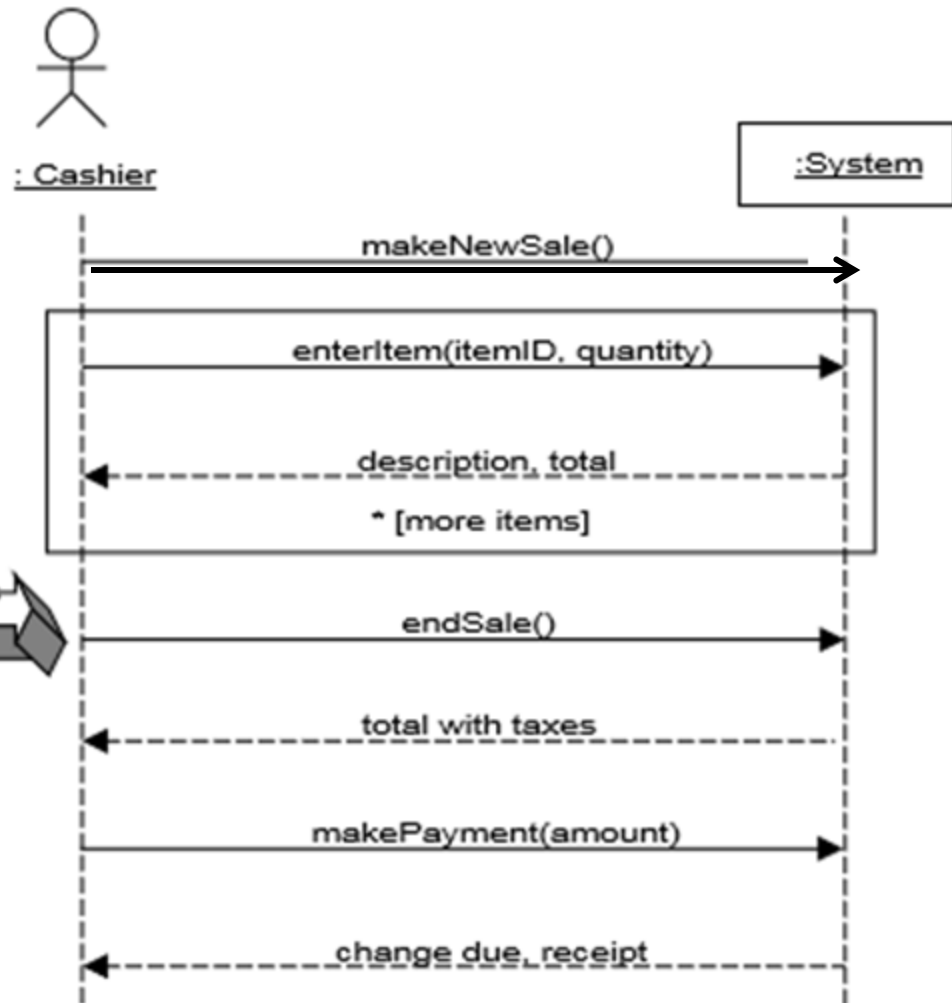 : Cashier
:System
makeNewSale()
enterItem(itemID, quantity)
description, total
* [more items]
endSale()
total with taxes
makePayment(amount)
change due, receipt